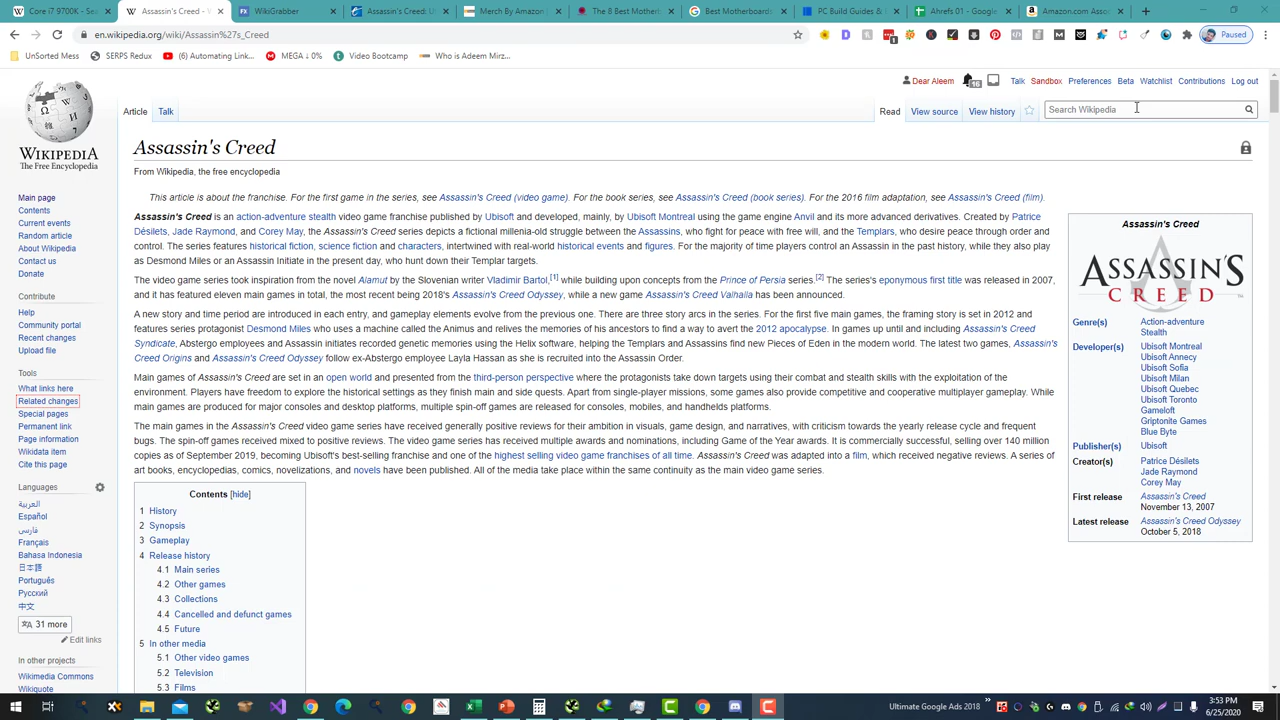 Core i7 9700K - Se
Assassin's Creed - W
WikiGrabber
Assassin's Creed: U
Merch By Amazon
The 8 Best Motherb
Best Motherboard
PC Build Guides &
Ahrefs 01 - Google
Amazon.com
en.wikipedia.org/wiki/Assassin%27s_Creed
Paused
UnSorted Mess
SERPS Redux
(6) Automating Link...
MEGA
Video Bootcamp
Who is Adeem Mirz...
Dear Aleem
Talk
Sandbox
Preferences
Beta
Watchlist
Contributions
Log out
Article
Talk
Read
View source
View history
Search Wikipedia
WIKIPEDIA
The Free Encyclopedia
Main page
Contents
Current events
Random article
About Wikipedia
Contact us
Donate
Contribute
Help
Community portal
Recent changes
Upload file
Tools
What links here
Related changes
Special pages
Permanent link
Page information
Wikidata item
Cite this page
Languages
العربية
Español
فارسی
Français
Bahasa Indonesia
日本語
Português
Русский
中文
31 more
Edit links
In other projects
Wikimedia Commons
Wikiquote
Assassin's Creed
From Wikipedia, the free encyclopedia
This article is about the franchise. For the first game in the series, see Assassin's Creed (video game). For the book series, see Assassin's Creed (book series). For the 2016 film adaptation, see Assassin's Creed (film).
Assassin's Creed is an action-adventure stealth video game franchise published by Ubisoft and developed, mainly, by Ubisoft Montreal using the game engine Anvil and its more advanced derivatives. Created by Patrice
Désilets, Jade Raymond, and Corey May, the Assassin's Creed series depicts a fictional millenia-old struggle between the Assassins, who fight for peace with free will, and the Templars, who desire peace through order and
control. The series features historical fiction, science fiction and characters, intertwined with real-world historical events and figures. For the majority of time players control an Assassin in the past history, while they also play
as Desmond Miles or an Assassin Initiate in the present day, who hunt down their Templar targets.
The video game series took inspiration from the novel Alamut by the Slovenian writer Vladimir Bartol,[1] while building upon concepts from the Prince of Persia series.[2] The series's eponymous first title was released in 2007,
and it has featured eleven main games in total, the most recent being 2018's Assassin's Creed Odyssey, while a new game Assassin's Creed Valhalla has been announced.
A new story and time period are introduced in each entry, and gameplay elements evolve from the previous one. There are three story arcs in the series. For the first five main games, the framing story is set in 2012 and
features series protagonist Desmond Miles who uses a machine called the Animus and relives the memories of his ancestors to find a way to avert the 2012 apocalypse. In games up until and including Assassin's Creed
Syndicate, Abstergo employees and Assassin initiates recorded genetic memories using the Helix software, helping the Templars and Assassins find new Pieces of Eden in the modern world. The latest two games, Assassin's
Creed Origins and Assassin's Creed Odyssey follow ex-Abstergo employee Layla Hassan as she is recruited into the Assassin Order.
Main games of Assassin's Creed are set in an open world and presented from the third-person perspective where the protagonists take down targets using their combat and stealth skills with the exploitation of the
environment. Players have freedom to explore the historical settings as they finish main and side quests. Apart from single-player missions, some games also provide competitive and cooperative multiplayer gameplay. While
main games are produced for major consoles and desktop platforms, multiple spin-off games are released for consoles, mobiles, and handhelds platforms.
The main games in the Assassin's Creed video game series have received generally positive reviews for their ambition in visuals, game design, and narratives, with criticism towards the yearly release cycle and frequent
bugs. The spin-off games received mixed to positive reviews. The video game series has received multiple awards and nominations, including Game of the Year awards. It is commercially successful, selling over 140 million
copies as of September 2019, becoming Ubisoft's best-selling franchise and one of the highest selling video game franchises of all time. Assassin's Creed was adapted into a film, which received negative reviews. A series of
art books, encyclopedias, comics, novelizations, and novels have been published. All of the media take place within the same continuity as the main video game series.
Contents [hide]
1 History
2 Synopsis
3 Gameplay
4 Release history
4.1 Main series
4.2 Other games
4.3 Collections
4.4 Cancelled and defunct games
4.5 Future
5 In other media
5.1 Other video games
5.2 Television
5.3 Films
Assassin's Creed
ASSASSIN'S
CREED
Genre(s) Action-adventure
Stealth
Developer(s) Ubisoft Montreal
Ubisoft Annecy
Ubisoft Sofia
Ubisoft Milan
Ubisoft Quebec
Ubisoft Toronto
Gameloft
Griptonite Games
Blue Byte
Publisher(s) Ubisoft
Creator(s) Patrice Désilets
Jade Raymond
Corey May
First release Assassin's Creed
November 13, 2007
Latest release Assassin's Creed Odyssey
October 5, 2018
Ultimate Google Ads 2018
3:53 PM
6/25/2020